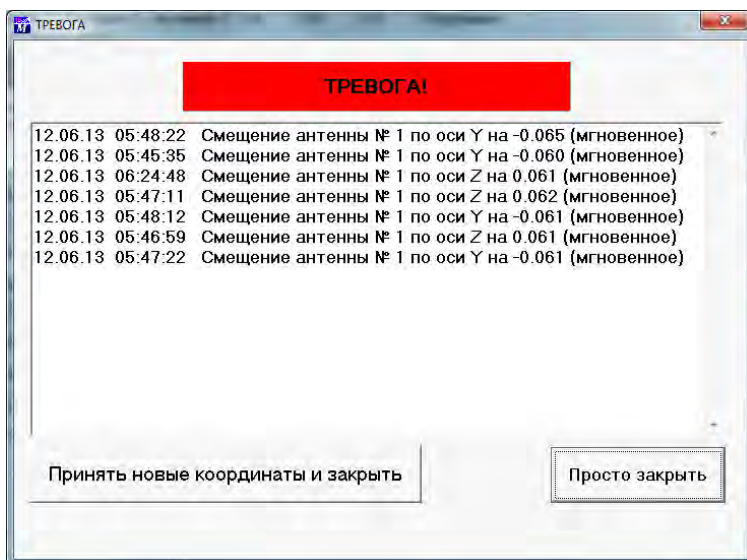 ТРЕВОГА
ТРЕВОГА!
12.06.13 05:48:22 Смещение антенны № 1 по оси Y на -0.065 (мгновенное)
12.06.13 05:45:35 Смещение антенны № 1 по оси Y на -0.060 (мгновенное)
12.06.13 06:24:48 Смещение антенны № 1 по оси Z на 0.061 (мгновенное)
12.06.13 05:47:11 Смещение антенны № 1 по оси Z на 0.062 (мгновенное)
12.06.13 05:48:12 Смещение антенны № 1 по оси Y на -0.061 (мгновенное)
12.06.13 05:46:59 Смещение антенны № 1 по оси Z на 0.061 (мгновенное)
12.06.13 05:47:22 Смещение антенны № 1 по оси Y на -0.061 (мгновенное)
Принять новые координаты и закрыть
Просто закрыть